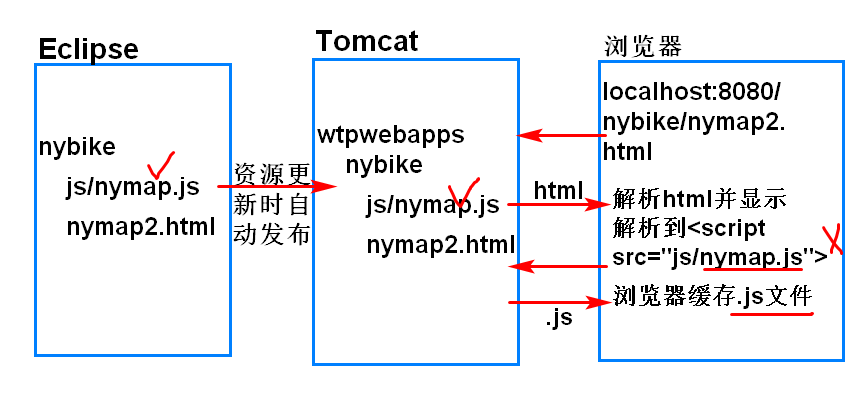 Eclipse
nybike
js/nymap.js
nymap2.html
资源更
新时自
动发布
Tomcat
wtpwebapps
nybike
js/nymap.js
nymap2.html
html
.js
浏览器
localhost:8080/
nybike/nymap2.
html
解析html并显示
解析到<script
src="js/nymap.js">
浏览器缓存.js文件